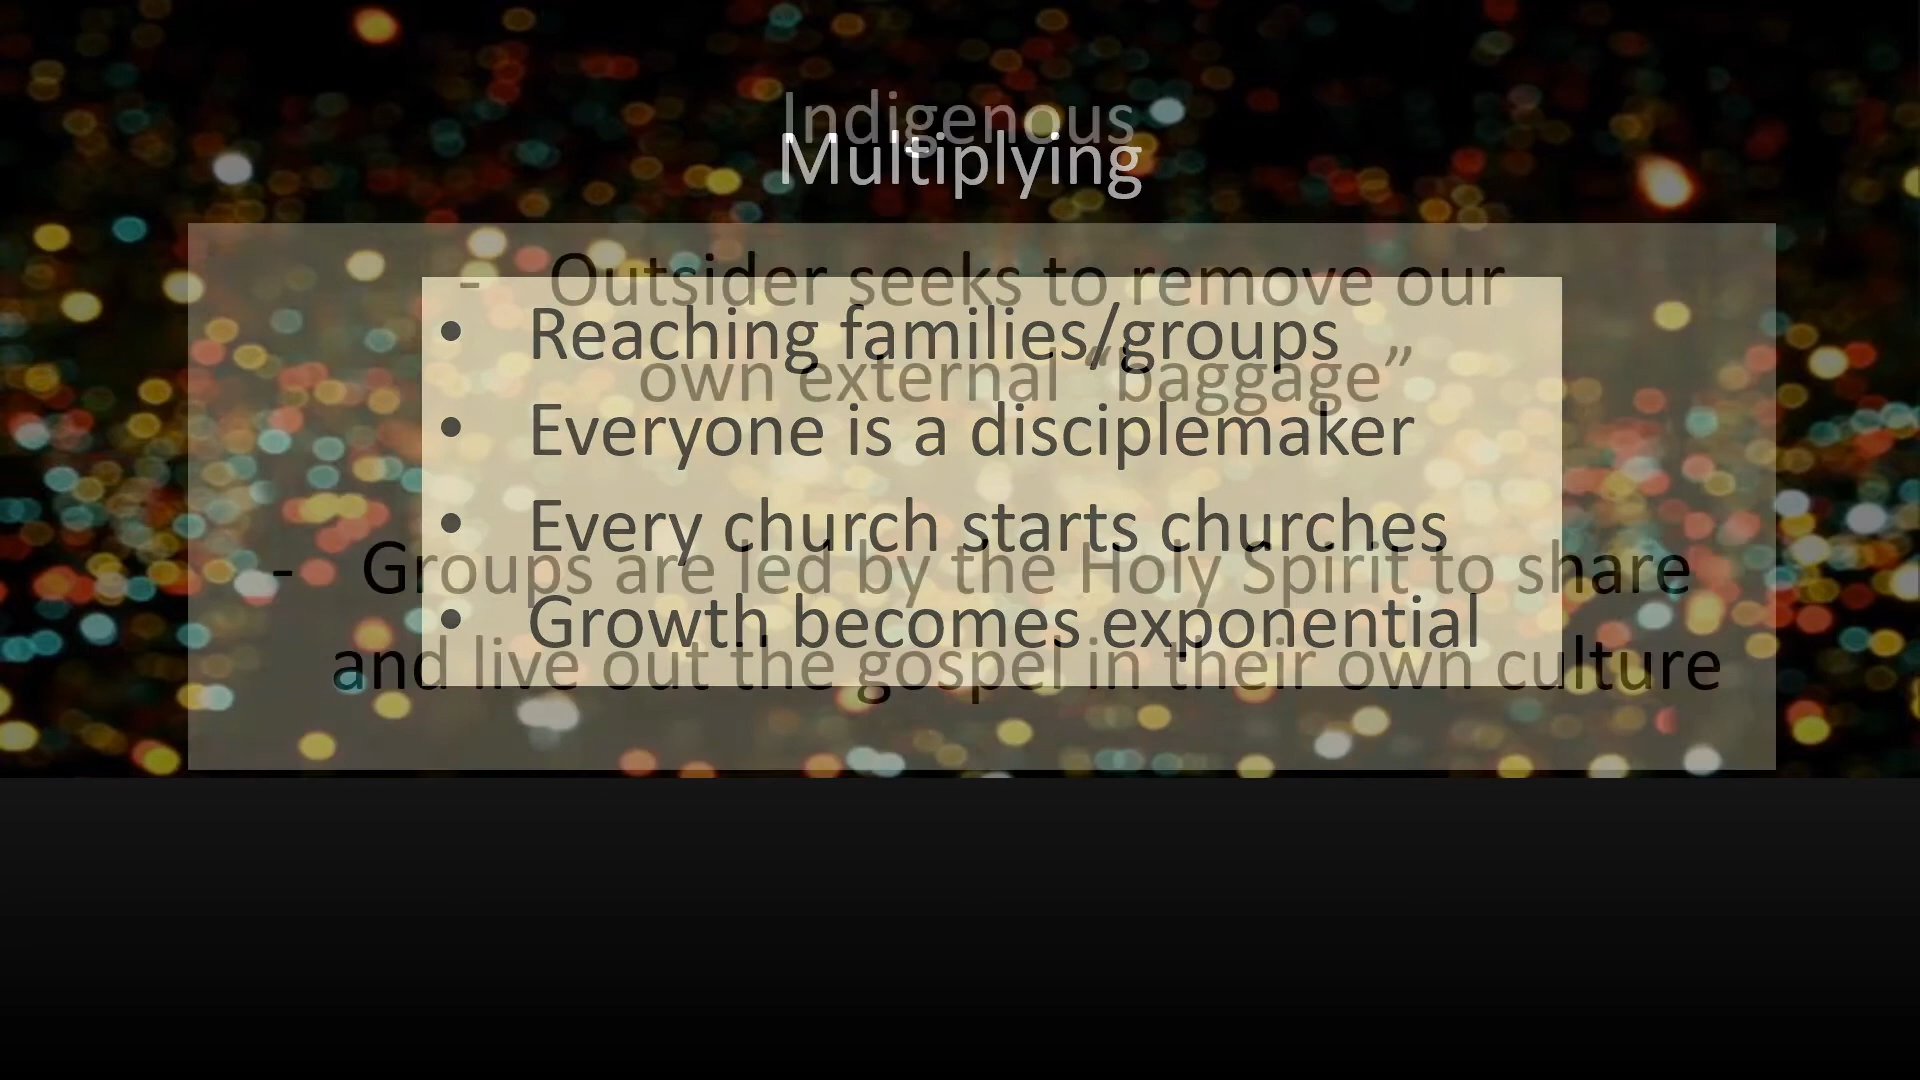 Indigenous
Multiplying
- Outsider seeks to remove our
own external “baggage”
- Groups are led by the Holy Spirit to share
and live out the gospel in their own culture
• Reaching families/groups
• Everyone is a disciplemaker
• Every church starts churches
• Growth becomes exponential